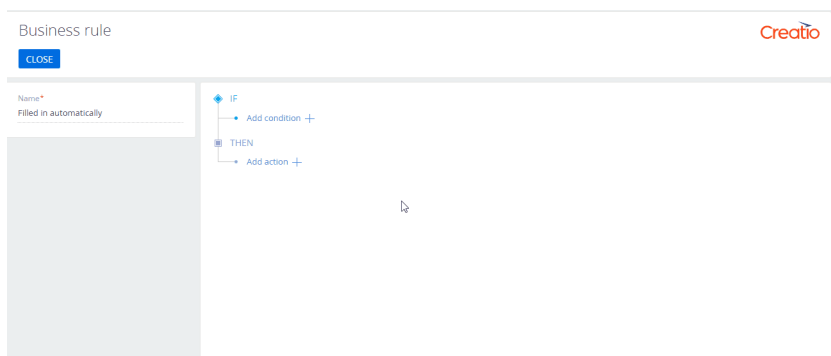 Business rule
Creatio
CLOSE
Name*
Filled in automatically
IF
Add condition
THEN
Add action